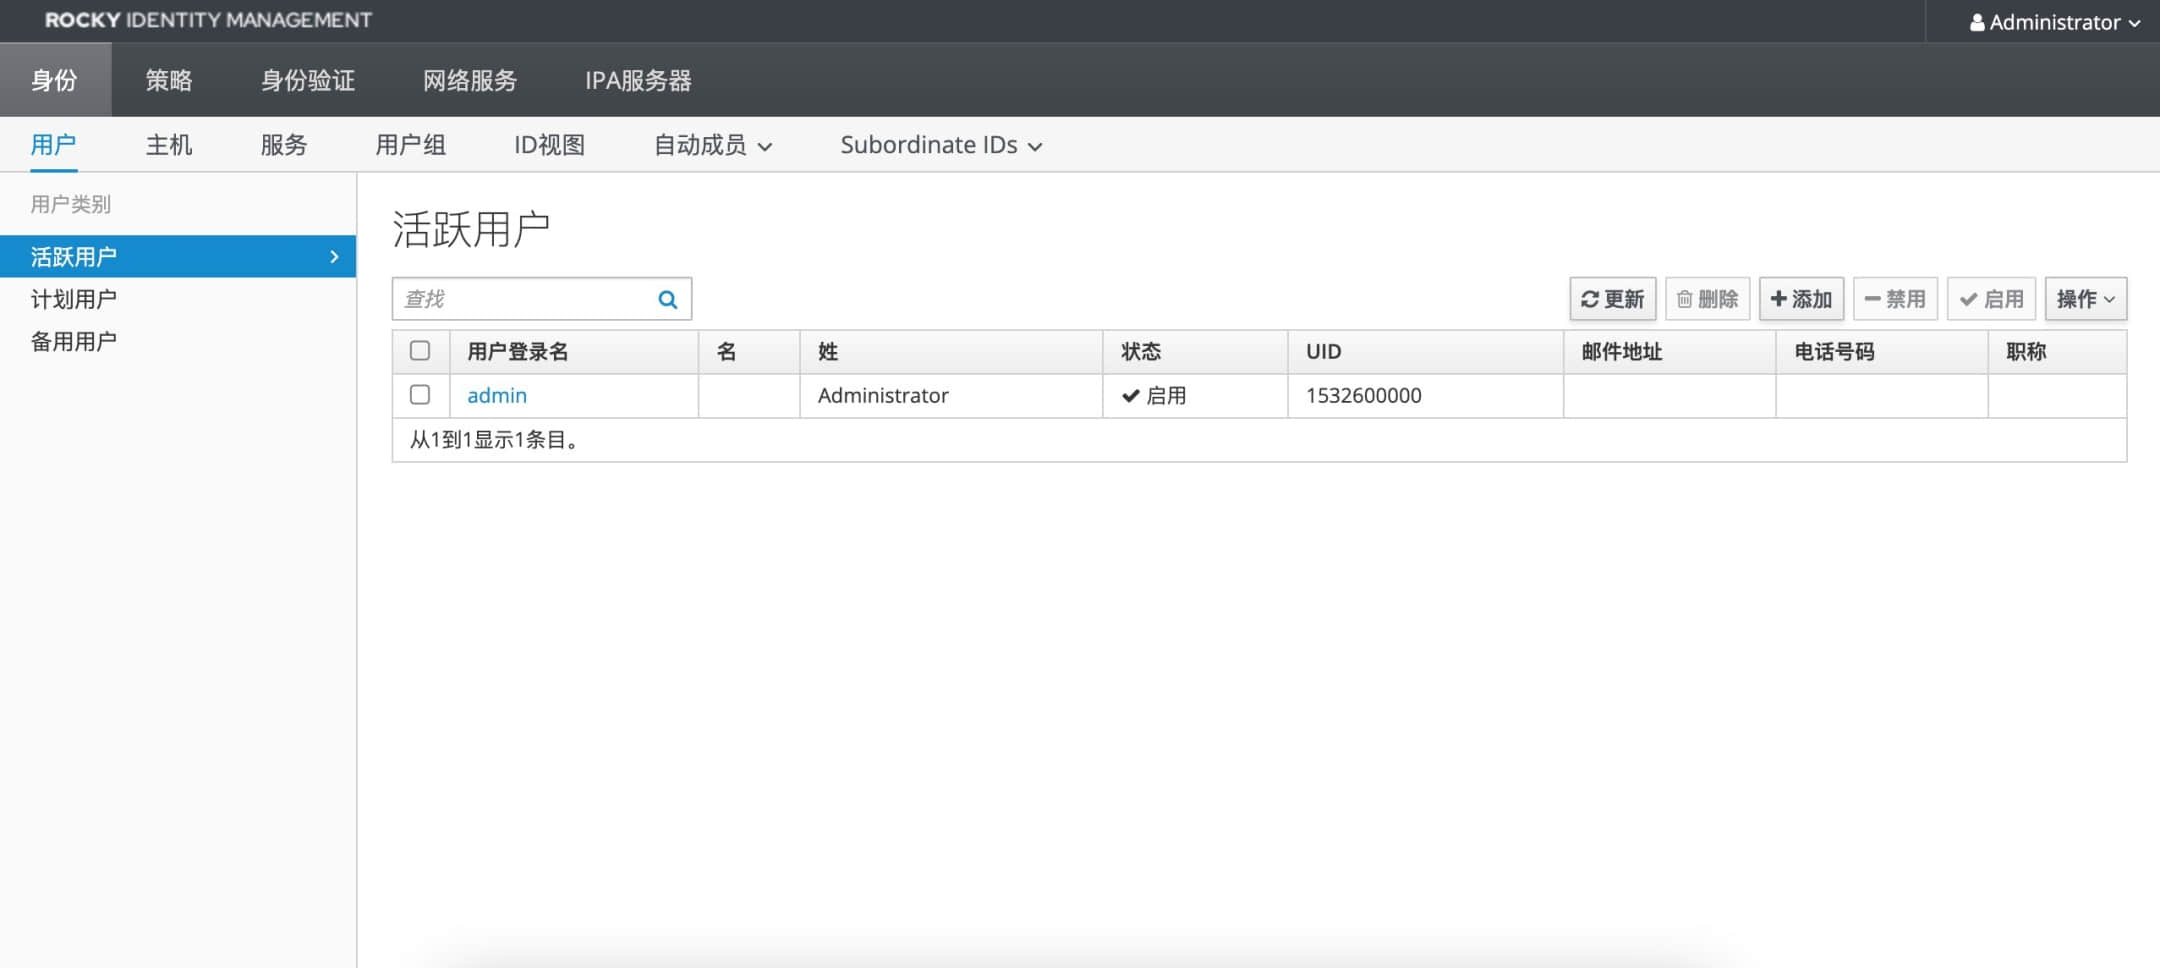 ROCKY IDENTITY MANAGEMENT
Administrator
身份 策略 身份验证 网络服务 IPA服务器
用户 主机 服务 用户组 ID视图 自动成员 Subordinate IDs
用户类别
活跃用户
计划用户
备用用户
活跃用户
查找
更新 删除 添加 禁用 启用 操作
用户登录名 名 姓 状态 UID 邮件地址 电话号码 职称
admin Administrator 启用 1532600000
从1到1显示1条目。